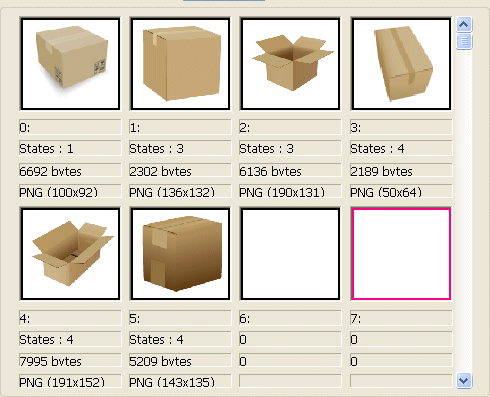 0: 1: 2: 3:
States : 1 States : 3 States : 3 States : 4
6692 bytes 2302 bytes 6136 bytes 2189 bytes
PNG (100x92) PNG (136x132) PNG (190x131) PNG (50x64)
4: 5: 6: 7:
States : 4 States : 4 0 0
7995 bytes 5209 bytes 0 0
PNG (191x152) PNG (143x135)